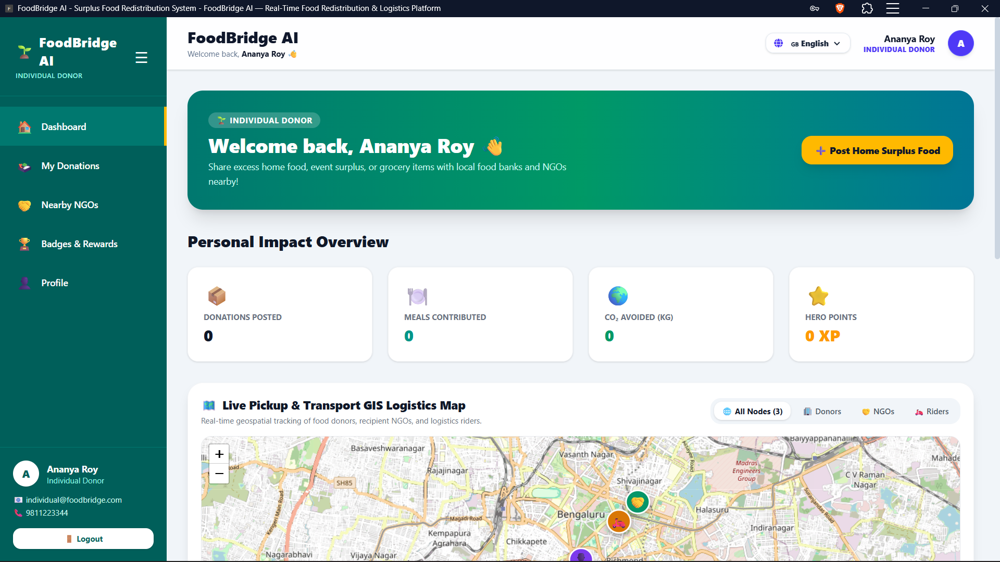 FoodBridge AI - Surplus Food Redistribution System - FoodBridge AI — Real-Time Food Redistribution & Logistics Platform
FoodBridge
AI
INDIVIDUAL DONOR
Dashboard
My Donations
Nearby NGOs
Badges & Rewards
Profile
A
Ananya Roy
Individual Donor
individual@foodbridge.com
9811223344
Logout
FoodBridge AI
Welcome back, Ananya Roy 👋
GB English
Ananya Roy
INDIVIDUAL DONOR
A
INDIVIDUAL DONOR
Welcome back, Ananya Roy 👋
Share excess home food, event surplus, or grocery items with local food banks and NGOs
nearby!
➕ Post Home Surplus Food
Personal Impact Overview
DONATIONS POSTED
0
MEALS CONTRIBUTED
0
CO₂ AVOIDED (KG)
0
HERO POINTS
0 XP
Live Pickup & Transport GIS Logistics Map
Real-time geospatial tracking of food donors, recipient NGOs, and logistics riders.
All Nodes (3)
Donors
NGOs
Riders
+
−
Basaveshwaranagar
Rajajinagar
SH85
Kengeri Main Road
Magadi Road
Kempapura
Agrahara
Nagarabhavi
Vijaya Nagar
Chikkapete
Bengaluru
Vasanth Nagar
Shivajinagar
Assayee Road
Madras
Engineers
Group
Baiyyappanahalli
C V Raman
Nagar
Suranjandas Road
Halasuru
Indiranagar
Richmond